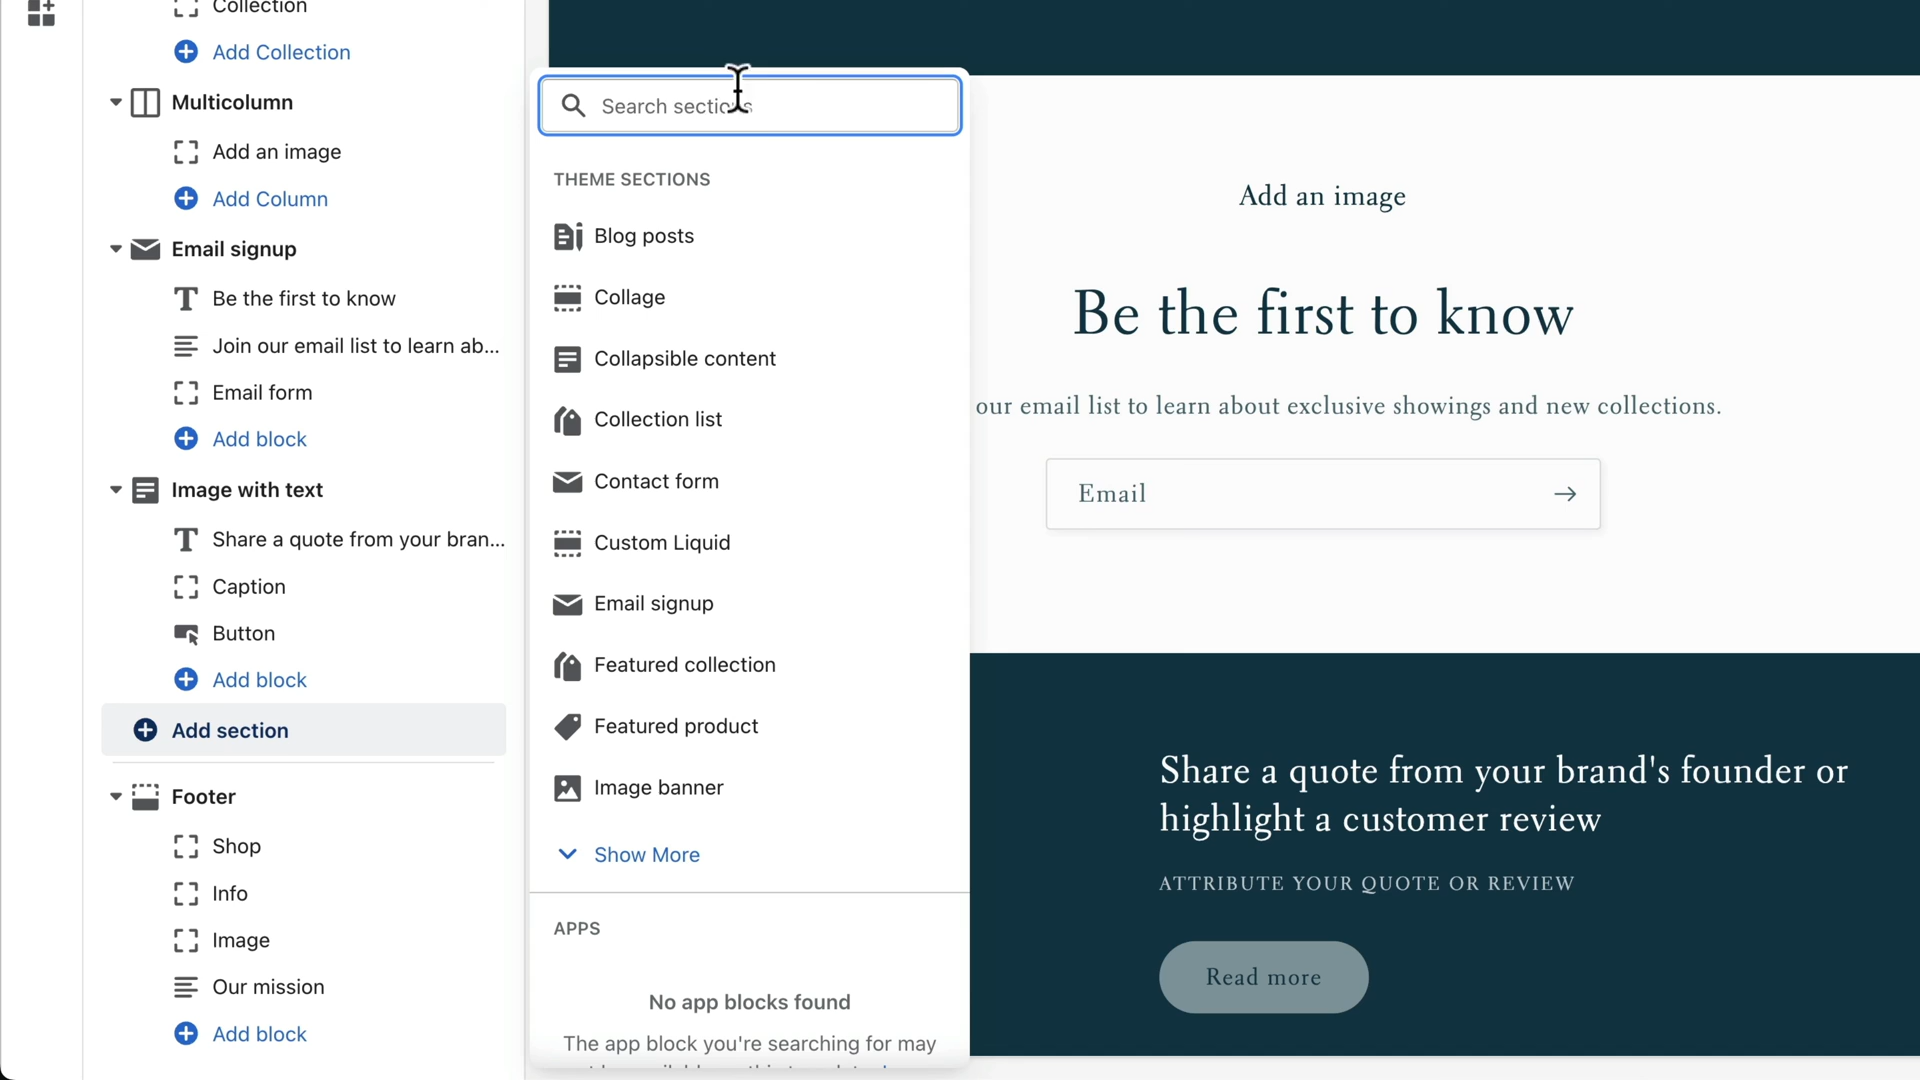 Collection
Add Collection
Multicolumn
Add an image
Add Column
Email signup
Be the first to know
Join our email list to learn ab...
Email form
Add block
Image with text
Share a quote from your bran...
Caption
Button
Add block
Add section
Footer
Shop
Info
Image
Our mission
Add block
Search sections
THEME SECTIONS
Blog posts
Collage
Collapsible content
Collection list
Contact form
Custom Liquid
Email signup
Featured collection
Featured product
Image banner
Show More
APPS
No app blocks found
The app block you're searching for may
Add an image
Be the first to know
our email list to learn about exclusive showings and new collections.
Email
Share a quote from your brand's founder or
highlight a customer review
ATTRIBUTE YOUR QUOTE OR REVIEW
Read more